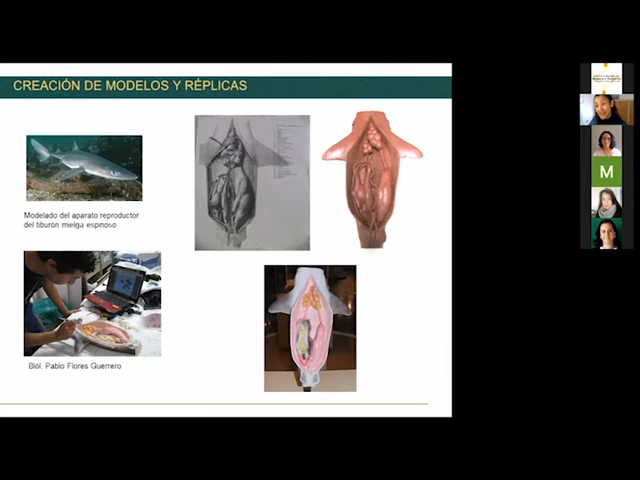 CREACIÓN DE MODELOS Y RÉPLICAS
Modelado del aparato reproductor
del tiburón mielga espinoso
Biól. Pablo Flores Guerrero
M